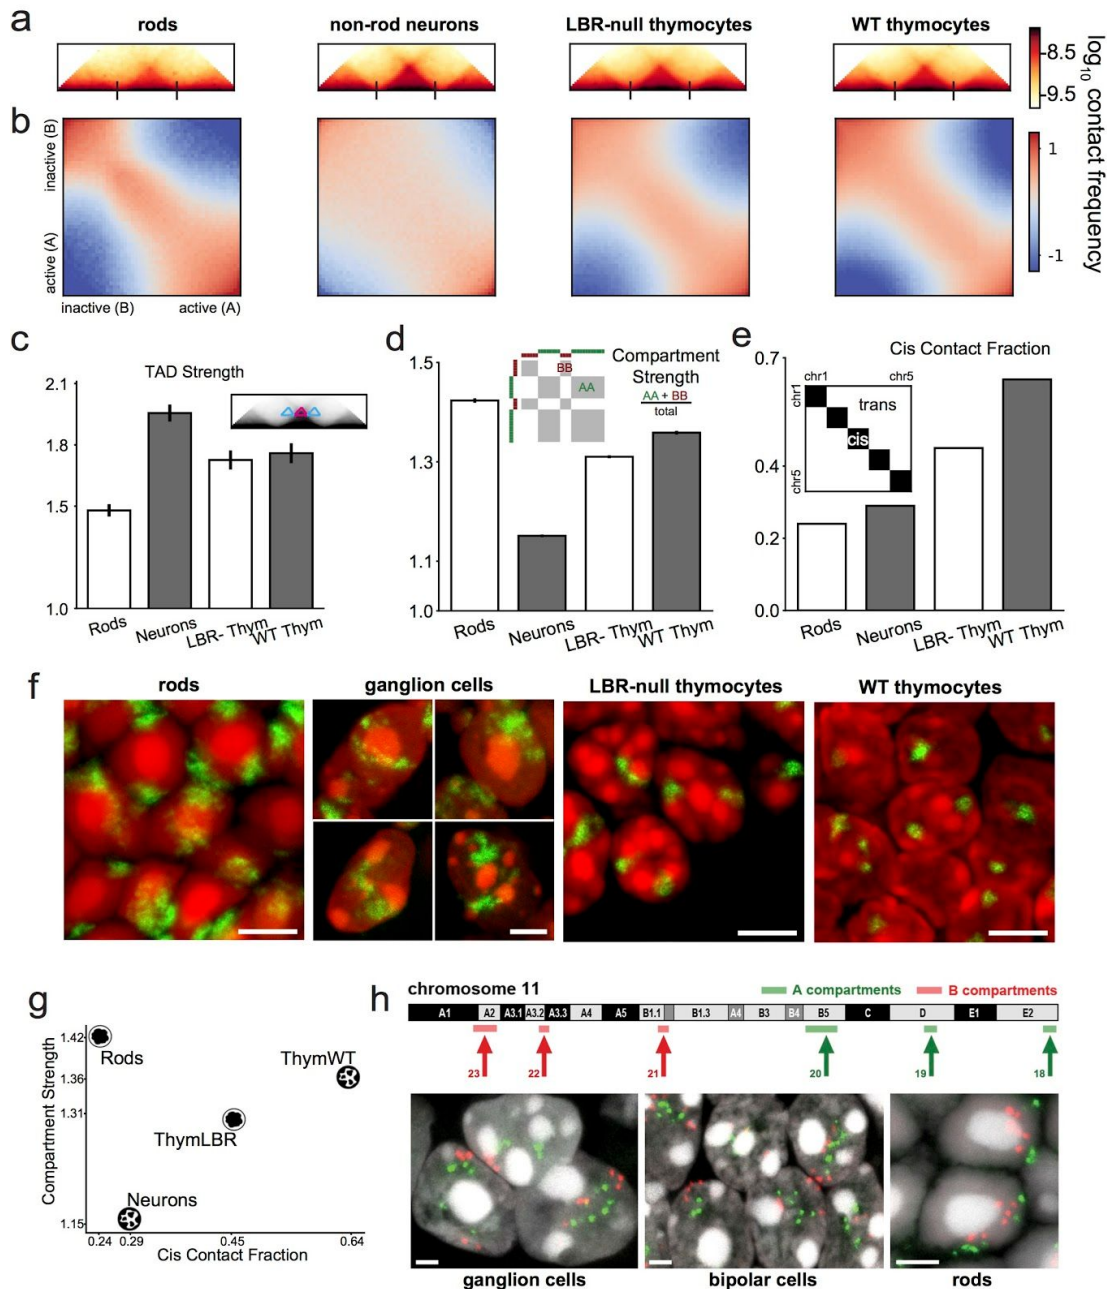 a
rods
non-rod neurons
LBR-null thymocytes
WT thymocytes
-8.5
-9.5
log10 contact frequency
b
inactive (B)
active (A)
inactive (B) active (A)
1
-1
c
TAD Strength
2.1
1.8
1.5
1.0
Rods
Neurons
LBR- Thym
WT Thym
d
Compartment
Strength
AA + BB
total
BB
AA
1.5
1.3
1.1
1.0
Rods
Neurons
LBR- Thym
WT Thym
e
Cis Contact Fraction
0.7
0.4
0.2
0.0
chr1
chr5
chr1
chr5
trans
cis
Rods
Neurons
LBR- Thym
WT Thym
f
rods
ganglion cells
LBR-null thymocytes
WT thymocytes
g
Compartment Strength
1.42
1.36
1.31
1.15
Rods
ThymWT
ThymLBR
Neurons
0.24 0.29 0.45 0.64
Cis Contact Fraction
h
chromosome 11
A compartments
B compartments
A1 A2 A3.1 A3.2 A3.3 A4 A5 B1.1 B1.3 A4 B3 B4 B5 C D E1 E2
23 22 21 20 19 18
ganglion cells
bipolar cells
rods